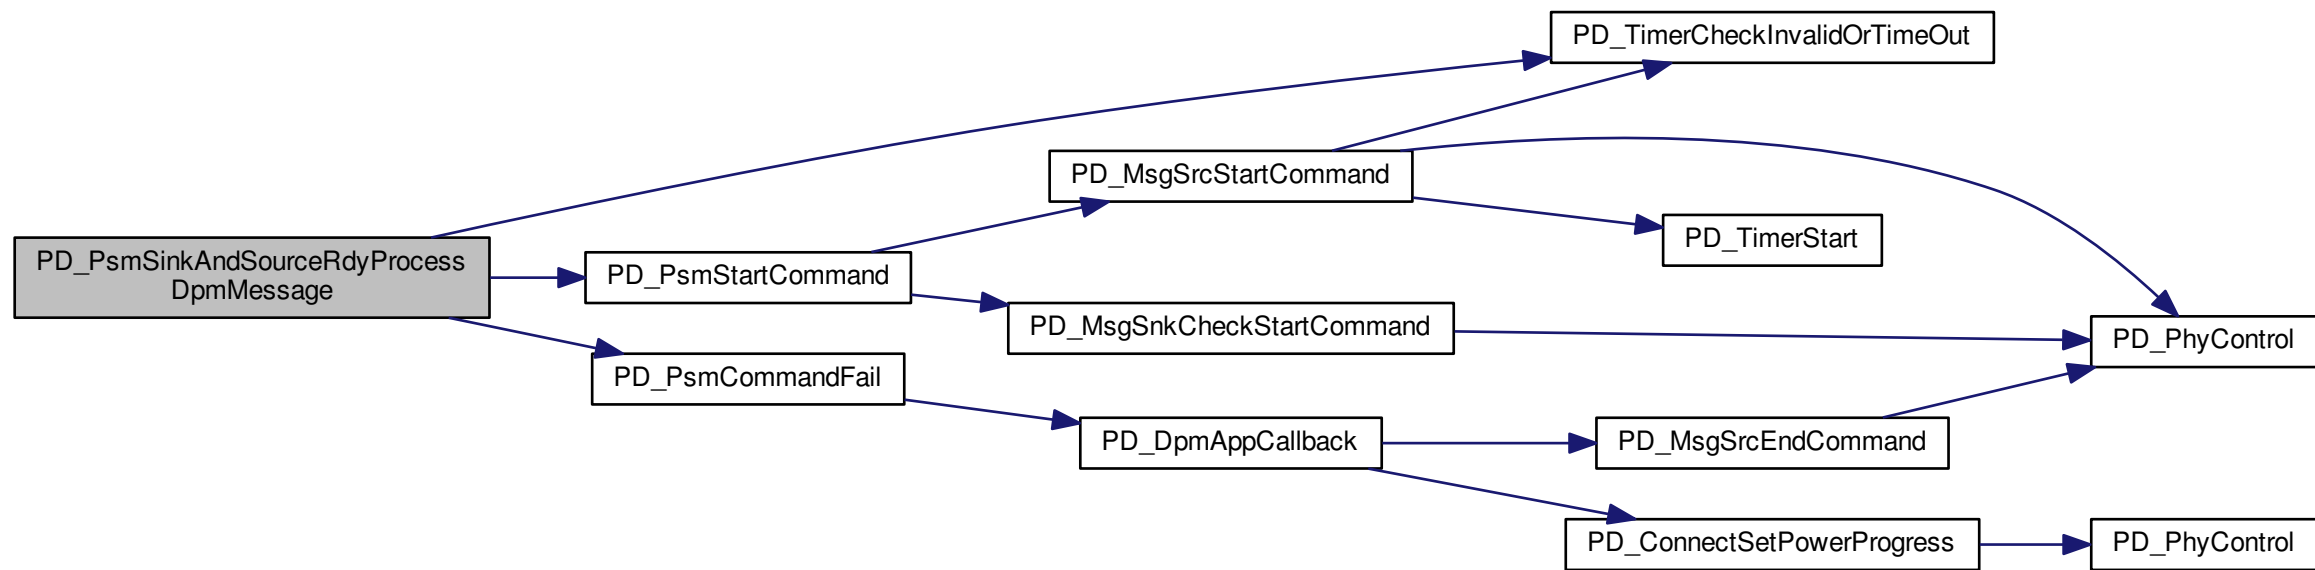 PD_TimerCheckInvalidOrTimeOut
PD_MsgSrcStartCommand
PD_TimerStart
PD_PsmSinkAndSourceRdyProcess
DpmMessage
PD_PsmStartCommand
PD_MsgSnkCheckStartCommand
PD_PhyControl
PD_PsmCommandFail
PD_DpmAppCallback
PD_MsgSrcEndCommand
PD_ConnectSetPowerProgress
PD_PhyControl